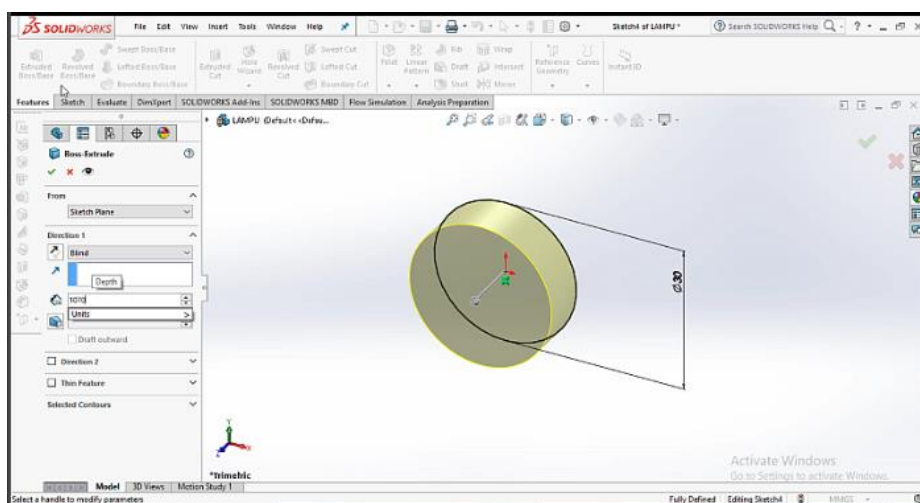 SOLIDWORKS File Edit View Insert Tools Window Help Sketch4 of LAMPU * Search SOLIDWORKS Help
Extruded Boss/Base Revolved Boss/Base Swept Boss/Base Lofted Boss/Base Boundary Boss/Base Extruded Cut Hole Wizard Revolved Cut Swept Cut Lofted Cut Boundary Cut Fillet Linear Pattern Rib Draft Shell Wrap Intersect Mirror Reference Geometry Curves Instant3D
Features Sketch Evaluate DimXpert SOLIDWORKS Add-Ins SOLIDWORKS MBD Flow Simulation Analysis Preparation
LAMPU (Default<<Defau...
Boss-Extrude
From
Sketch Plane
Direction 1
Blind
Depth
1070
Units >
Draft outward
Direction 2
Thin Feature
Selected Contours
Ø30
Y
*Trimetric
Activate Windows
Go to Settings to activate Windows.
Model 3D Views Motion Study 1
Select a handle to modify parameters Fully Defined Editing Sketch4 MMGS